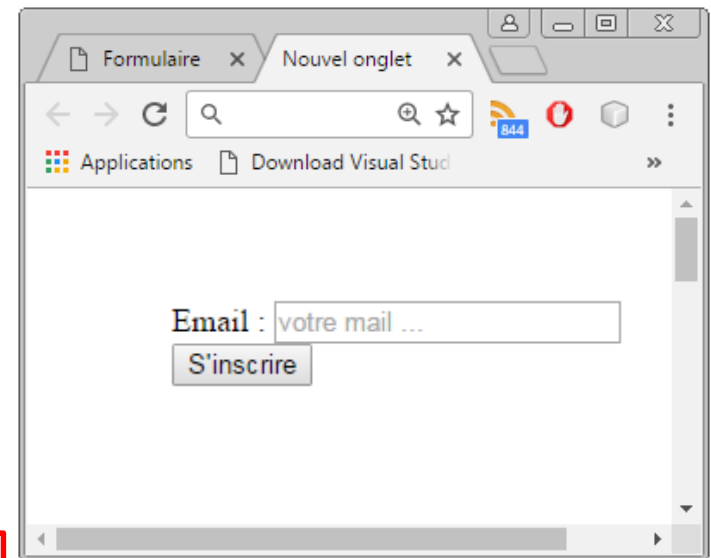 Formulaire Nouvel onglet
844
Applications Download Visual Stud
Email : votre mail ...
S'inscrire